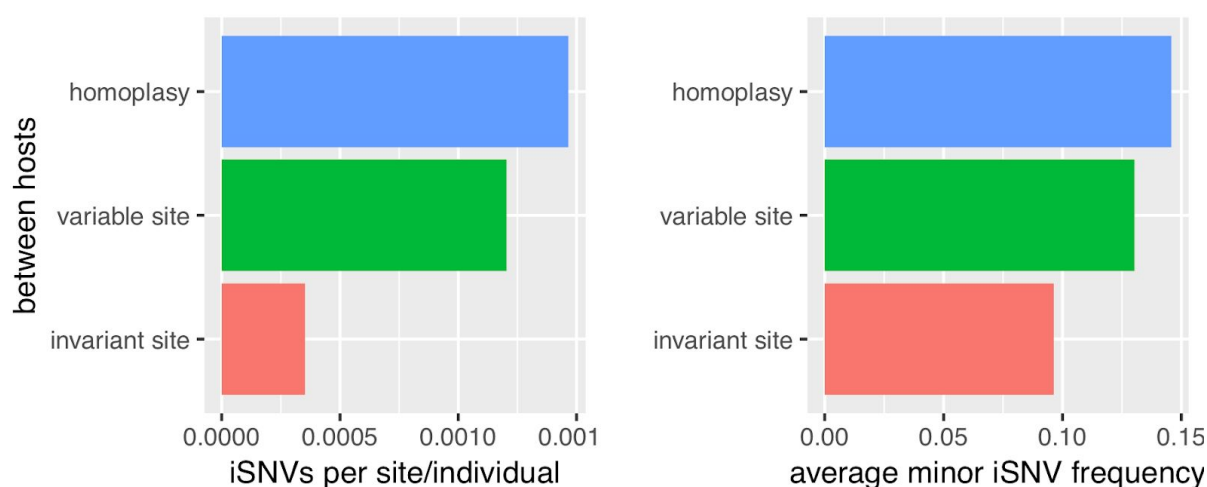 between hosts
homoplasy
variable site
invariant site
0.0000 0.0005 0.0010 0.001
iSNVs per site/individual
homoplasy
variable site
invariant site
0.00 0.05 0.10 0.15
average minor iSNV frequency